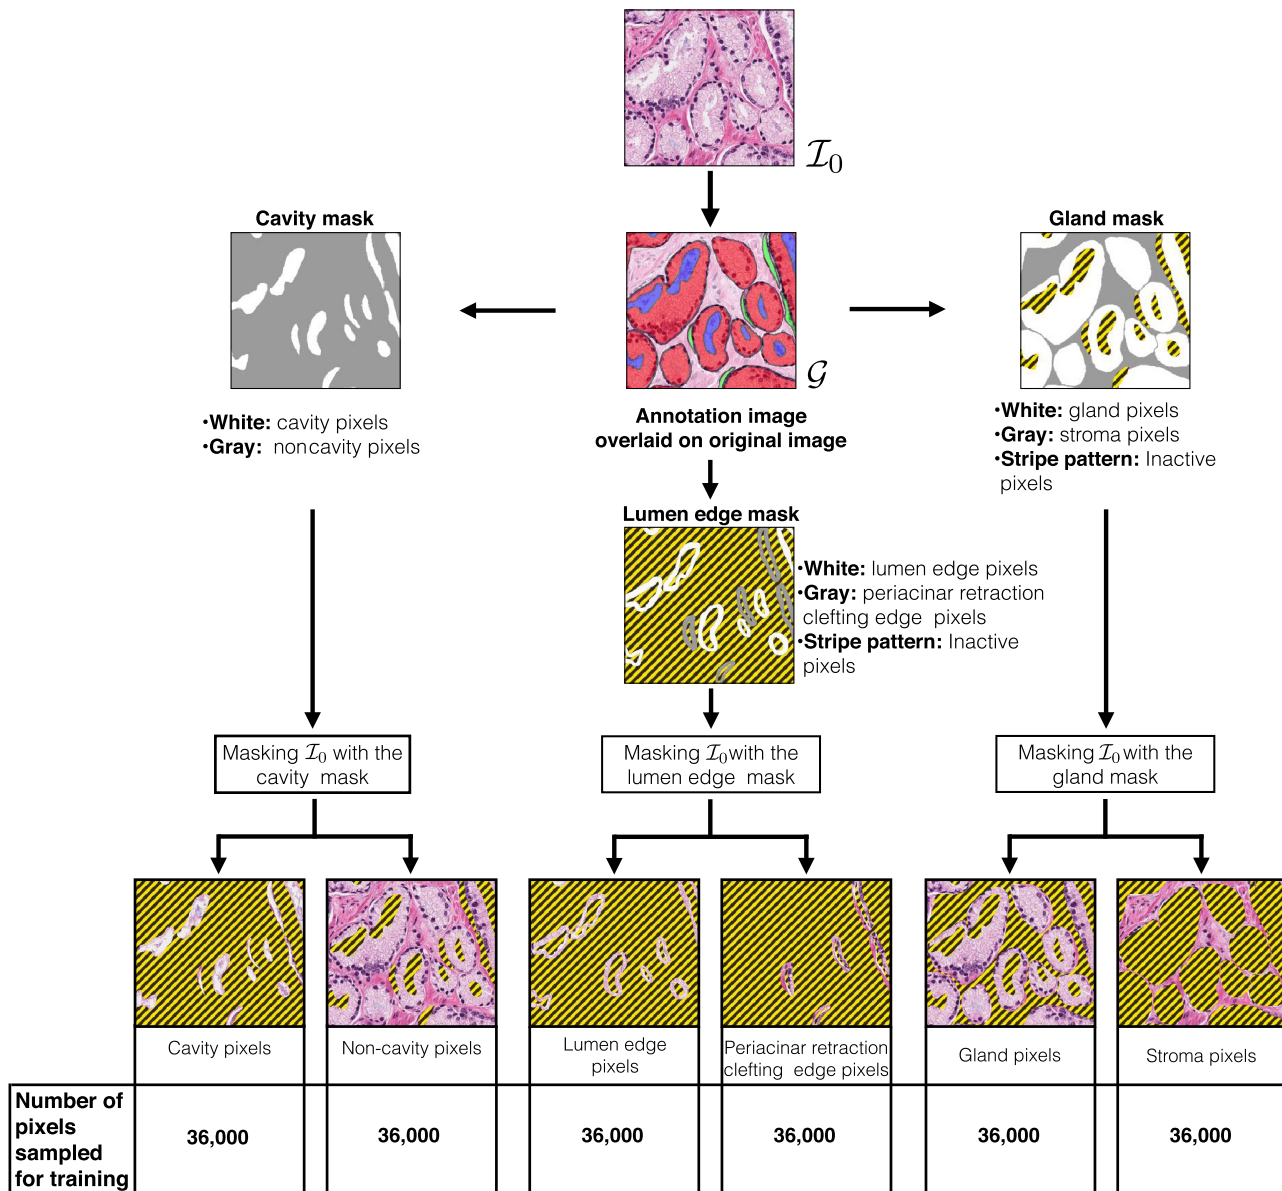 𝓘₀
Cavity mask
•White: cavity pixels
•Gray: noncavity pixels
𝒢
Annotation image
overlaid on original image
Gland mask
•White: gland pixels
•Gray: stroma pixels
•Stripe pattern: Inactive
pixels
Lumen edge mask
•White: lumen edge pixels
•Gray: periacinar retraction
clefting edge pixels
•Stripe pattern: Inactive
pixels
Masking 𝓘₀ with the
cavity mask
Masking 𝓘₀ with the
lumen edge mask
Masking 𝓘₀ with the
gland mask
Cavity pixels
Non-cavity pixels
Lumen edge
pixels
Periacinar retraction
clefting edge pixels
Gland pixels
Stroma pixels
Number of
pixels
sampled
for training
36,000
36,000
36,000
36,000
36,000
36,000